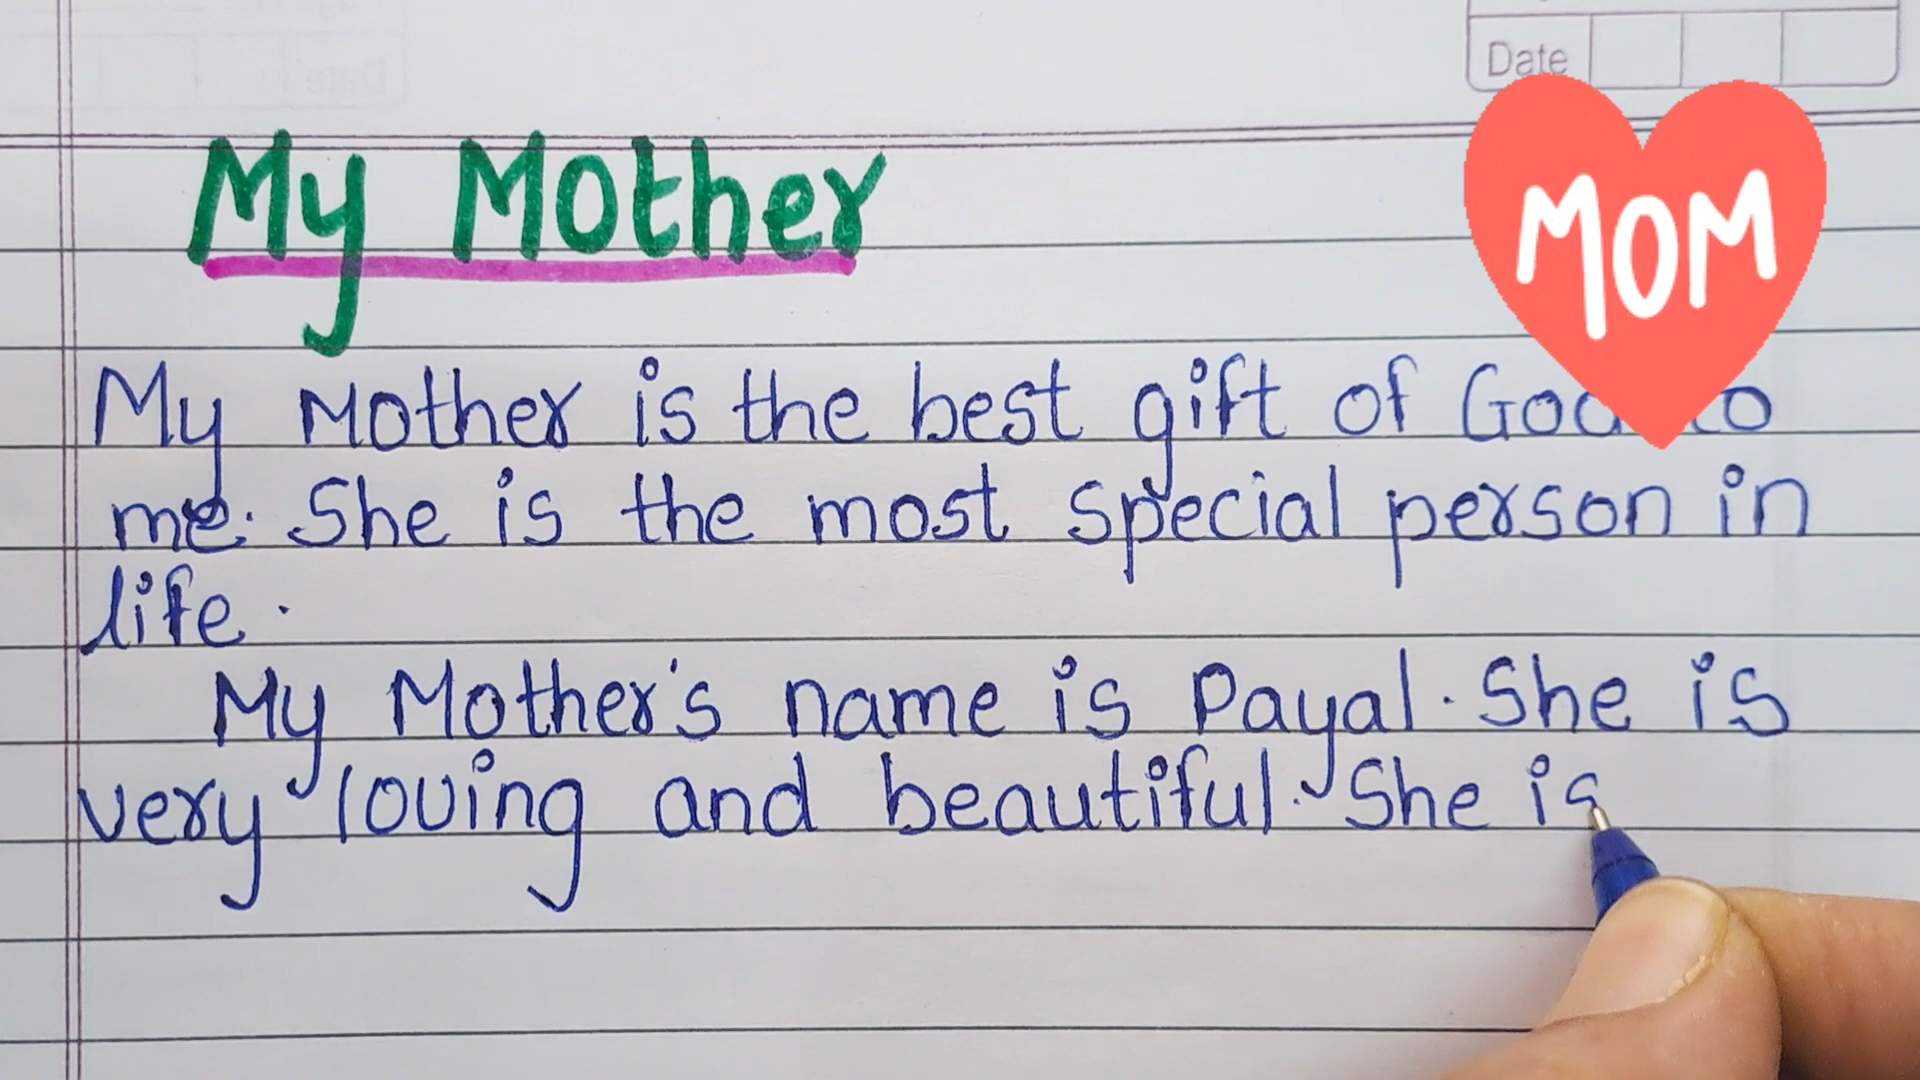 Date
My Mother
MOM
My Mother is the best gift of God to
me. She is the most special person in
life.
My Mother's name is Payal. She is
very loving and beautiful. She is